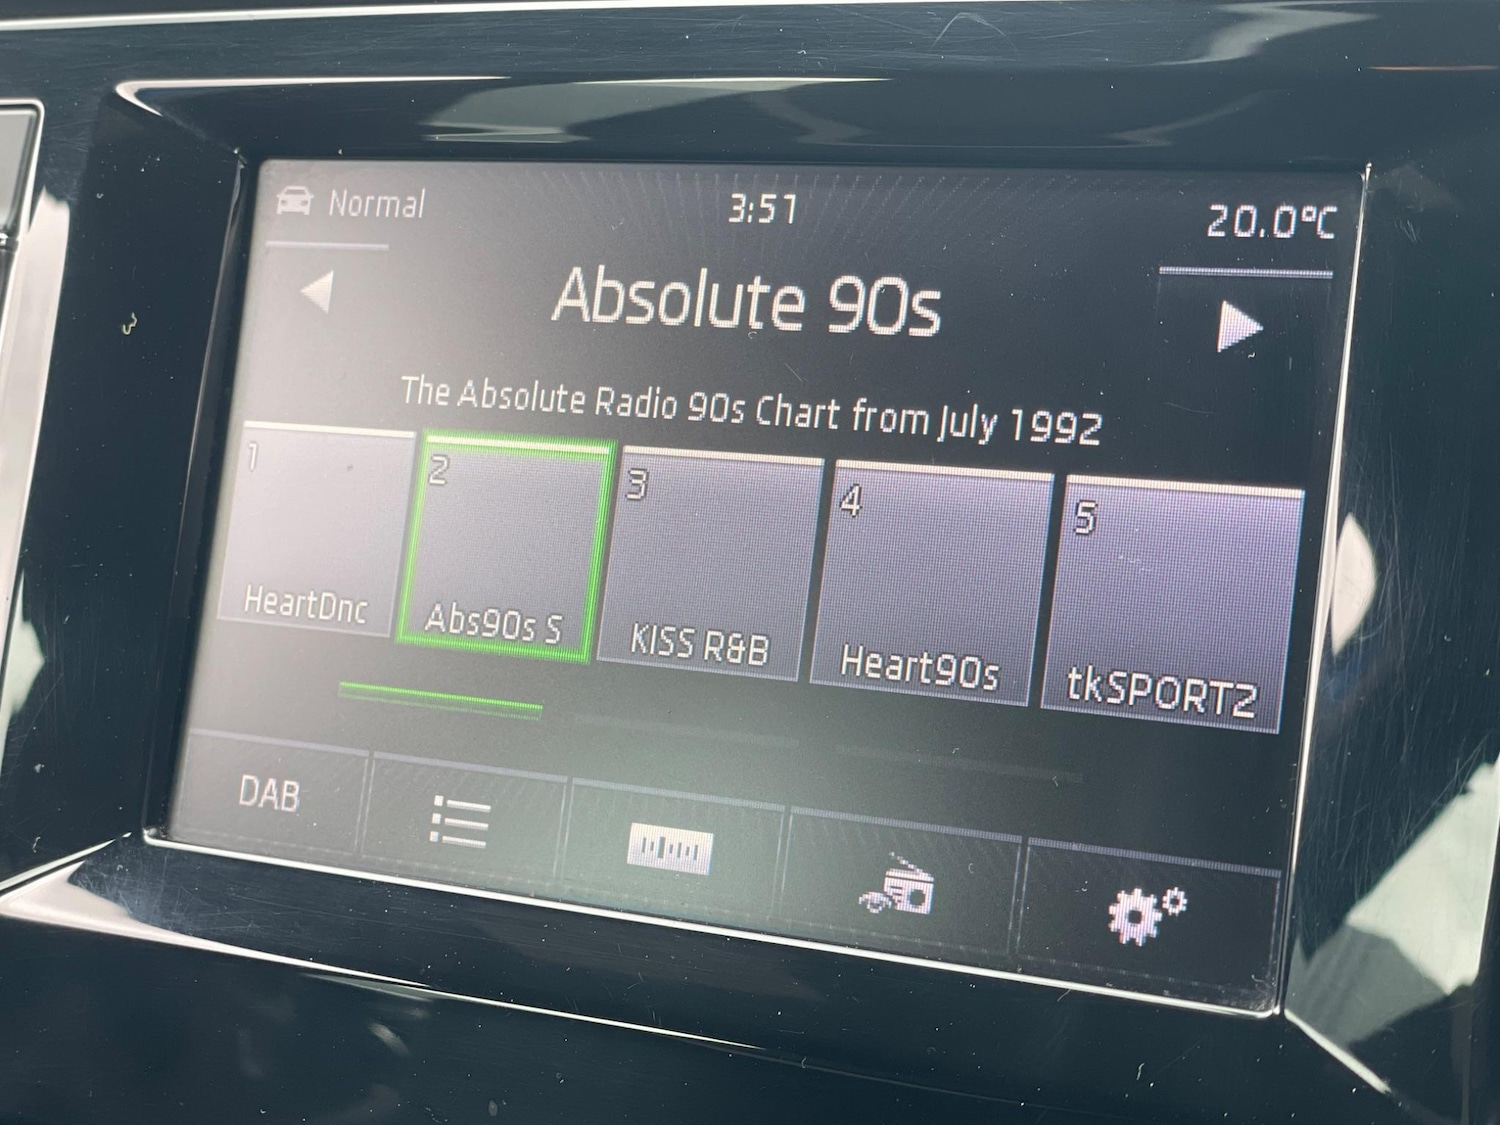 Normal
3:51
20.0°C
Absolute 90s
The Absolute Radio 90s Chart from July 1992
1
2
3
4
5
HeartDnc
Abs90s S
KISS R&B
Heart90s
tkSPORT2
DAB